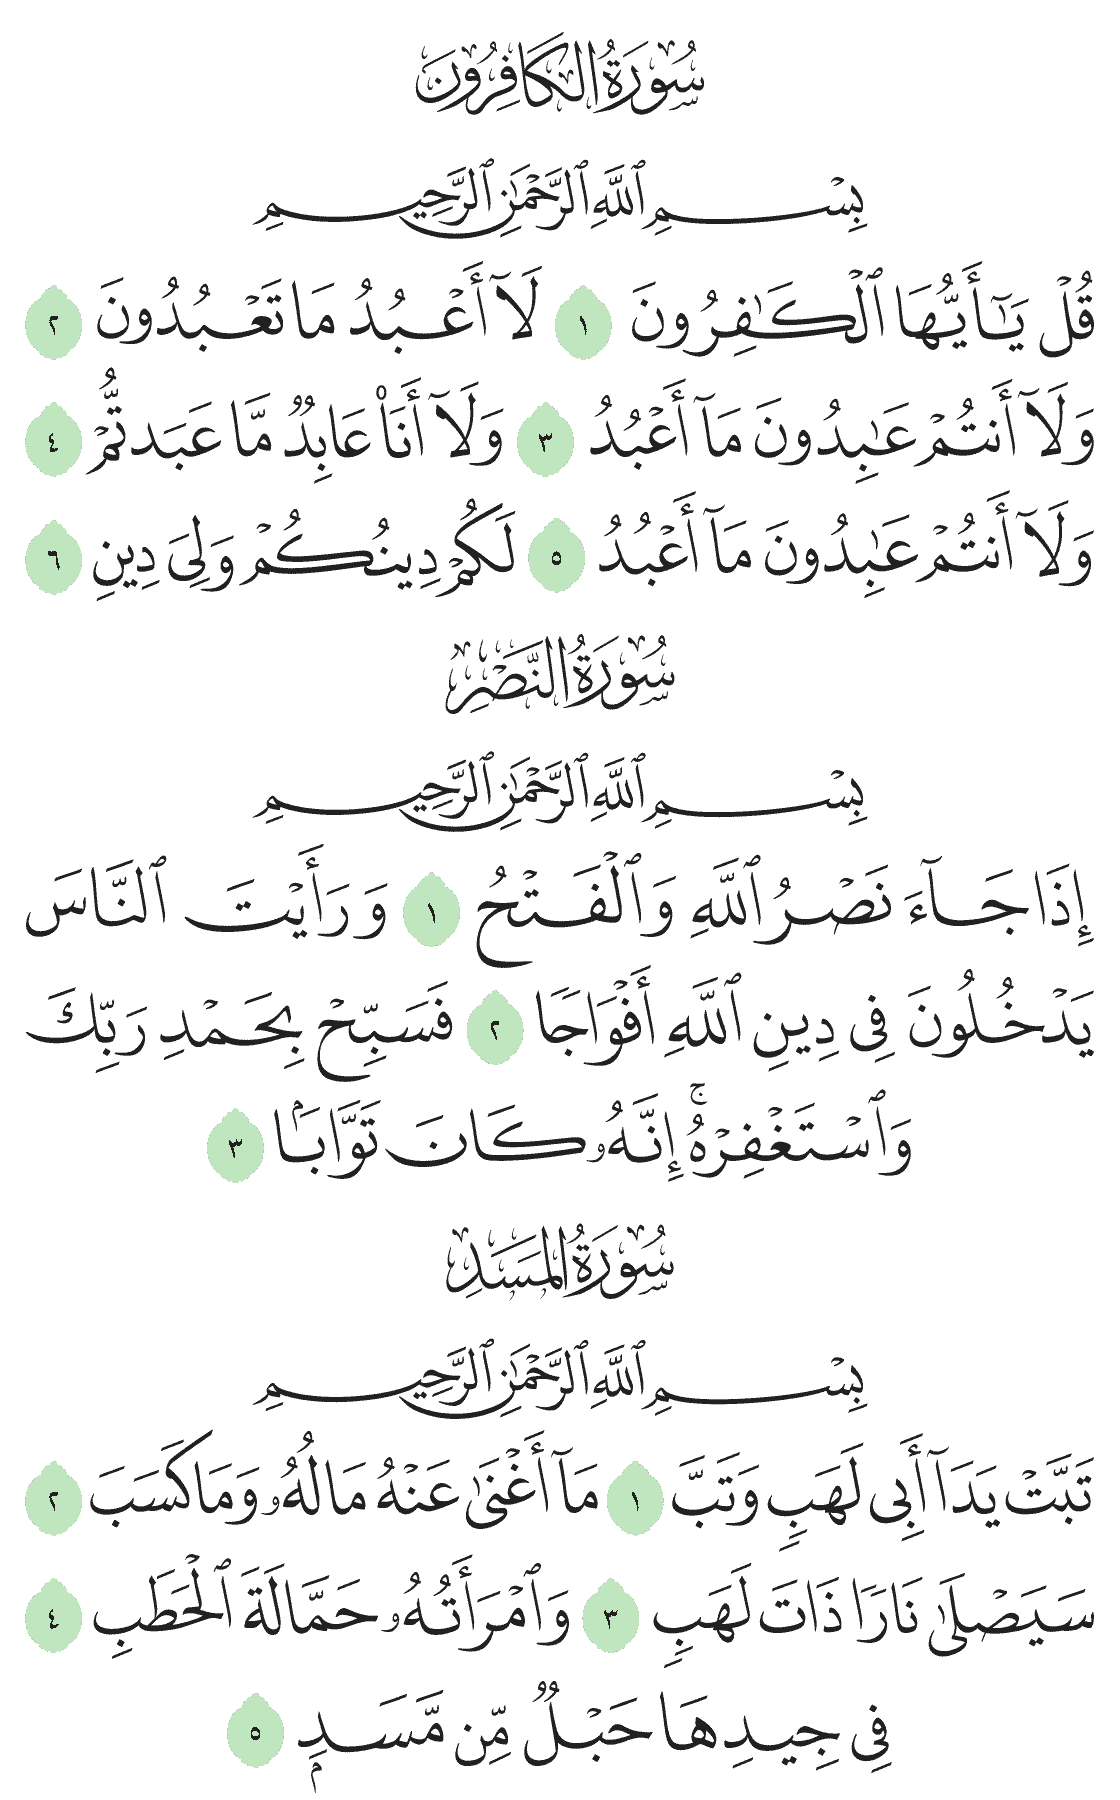 سُورَةُ الكَافِرُونَ
بِسْمِ ٱللَّهِ ٱلرَّحْمَٰنِ ٱلرَّحِيمِ
قُلْ يَٰٓأَيُّهَا ٱلْكَٰفِرُونَ ١ لَآ أَعْبُدُ مَا تَعْبُدُونَ ٢
وَلَآ أَنتُمْ عَٰبِدُونَ مَآ أَعْبُدُ ٣ وَلَآ أَنَا۠ عَابِدٌ مَّا عَبَدتُّمْ ٤
وَلَآ أَنتُمْ عَٰبِدُونَ مَآ أَعْبُدُ ٥ لَكُمْ دِينُكُمْ وَلِىَ دِينِ ٦
سُورَةُ النَّصْرِ
بِسْمِ ٱللَّهِ ٱلرَّحْمَٰنِ ٱلرَّحِيمِ
إِذَا جَآءَ نَصْرُ ٱللَّهِ وَٱلْفَتْحُ ١ وَرَأَيْتَ ٱلنَّاسَ
يَدْخُلُونَ فِى دِينِ ٱللَّهِ أَفْوَاجًا ٢ فَسَبِّحْ بِحَمْدِ رَبِّكَ
وَٱسْتَغْفِرْهُ ۚ إِنَّهُۥ كَانَ تَوَّابًۢا ٣
سُورَةُ المَسَدِ
بِسْمِ ٱللَّهِ ٱلرَّحْمَٰنِ ٱلرَّحِيمِ
تَبَّتْ يَدَآ أَبِى لَهَبٍ وَتَبَّ ١ مَآ أَغْنَىٰ عَنْهُ مَالُهُۥ وَمَا كَسَبَ ٢
سَيَصْلَىٰ نَارًا ذَاتَ لَهَبٍ ٣ وَٱمْرَأَتُهُۥ حَمَّالَةَ ٱلْحَطَبِ ٤
فِى جِيدِهَا حَبْلٌ مِّن مَّسَدٍۭ ٥